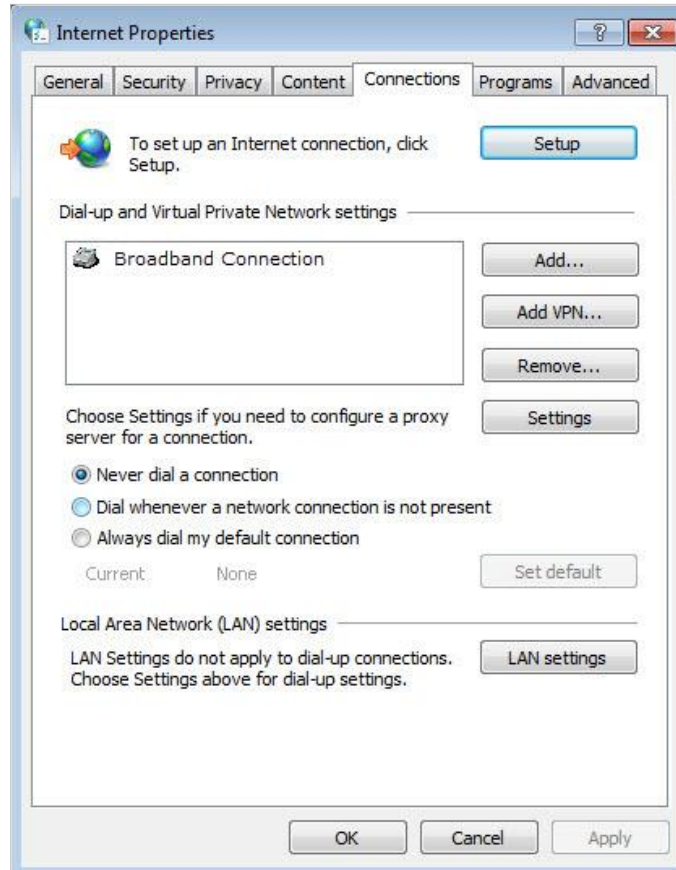 Internet Properties
General Security Privacy Content Connections Programs Advanced
To set up an Internet connection, click
Setup.
Setup
Dial-up and Virtual Private Network settings
Broadband Connection
Add...
Add VPN...
Remove...
Choose Settings if you need to configure a proxy
server for a connection.
Settings
Never dial a connection
Dial whenever a network connection is not present
Always dial my default connection
Current None
Set default
Local Area Network (LAN) settings
LAN Settings do not apply to dial-up connections.
Choose Settings above for dial-up settings.
LAN settings
OK Cancel Apply